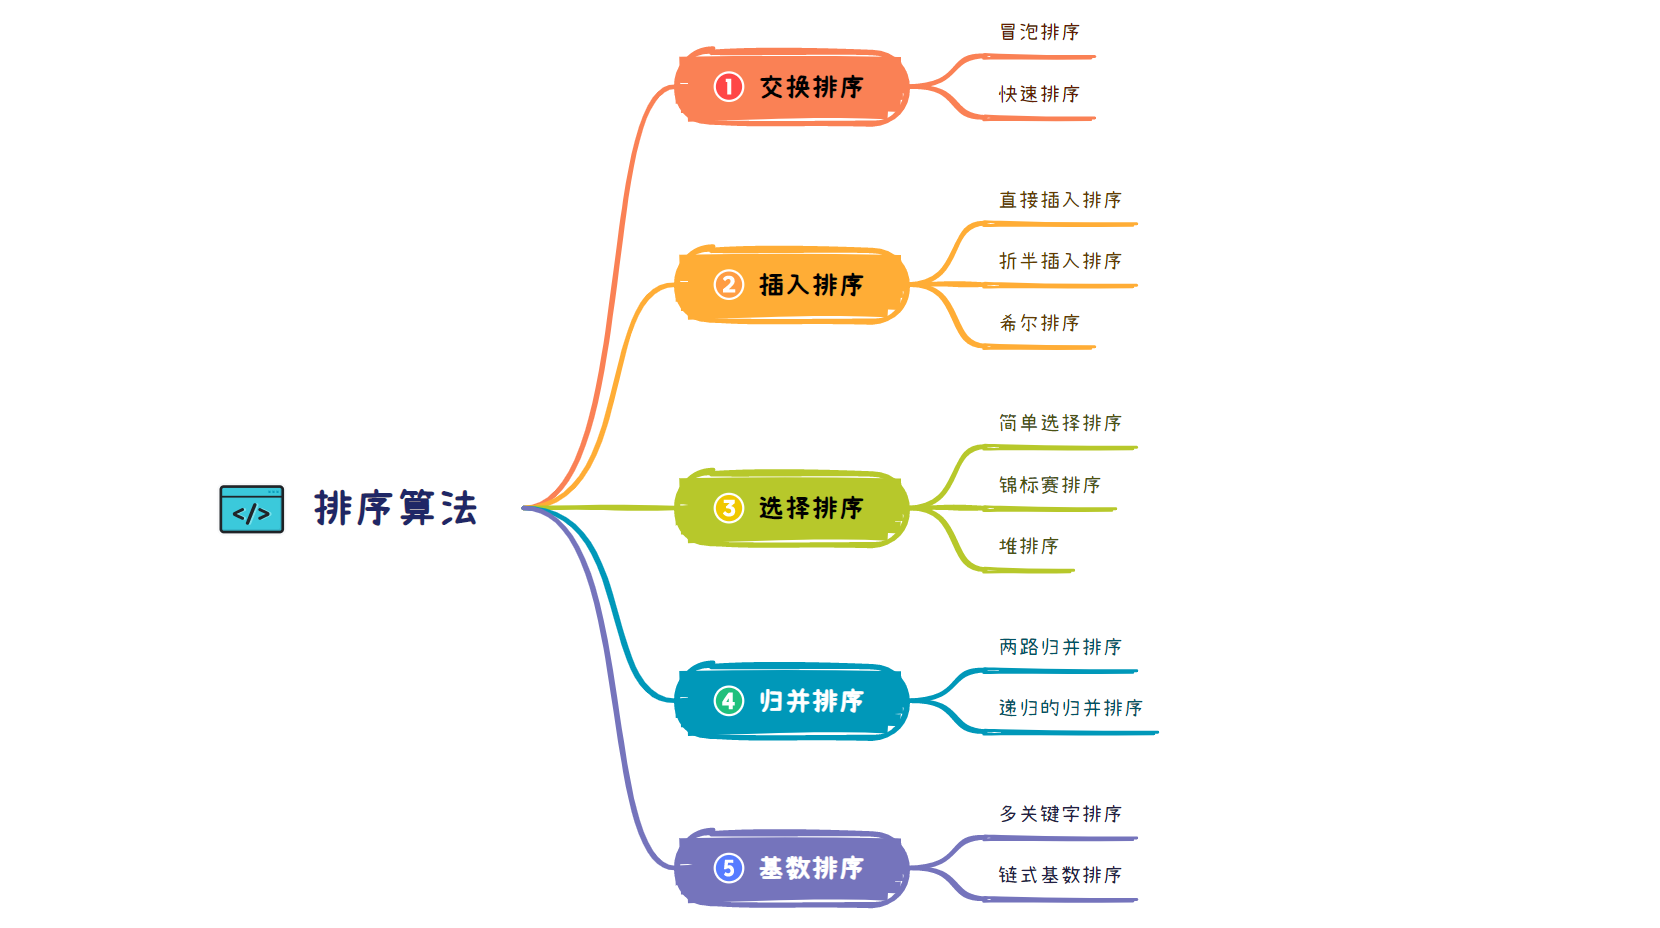 排序算法
</>
1 交换排序
冒泡排序
快速排序
2 插入排序
直接插入排序
折半插入排序
希尔排序
3 选择排序
简单选择排序
锦标赛排序
堆排序
4 归并排序
两路归并排序
递归的归并排序
5 基数排序
多关键字排序
链式基数排序